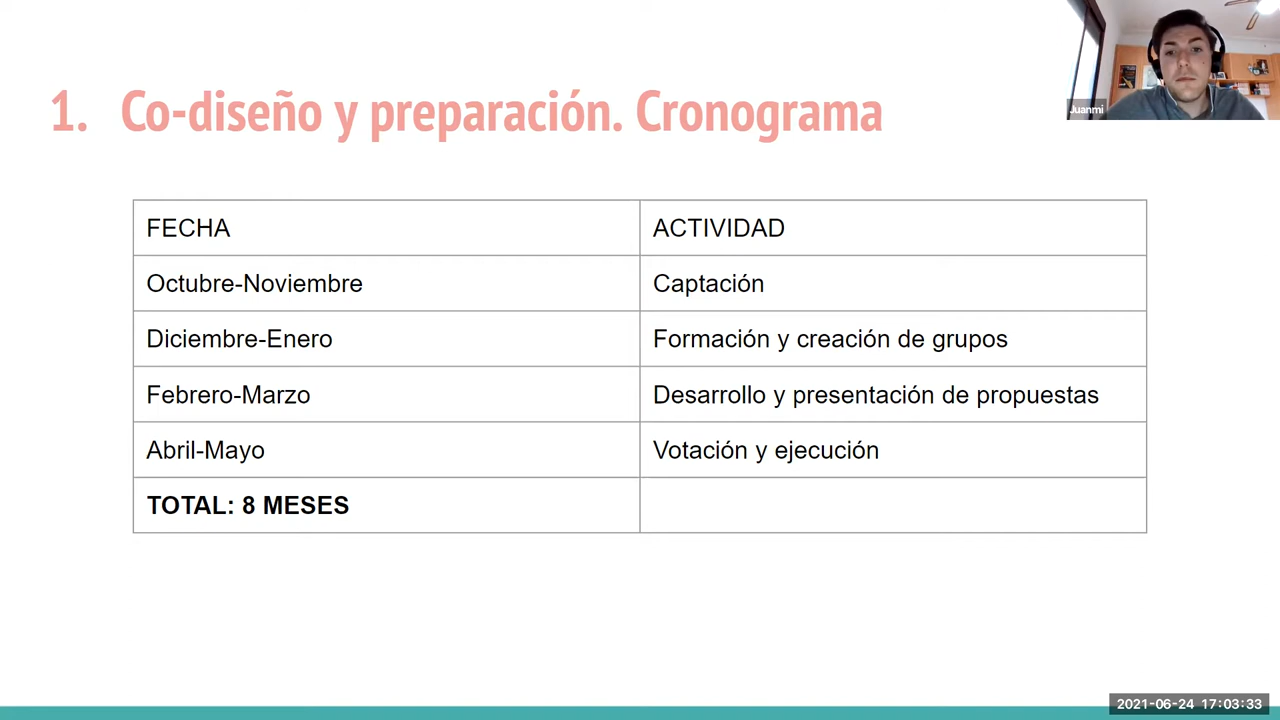 1. Co-diseño y preparación. Cronograma
Juanmi
FECHA ACTIVIDAD
Octubre-Noviembre Captación
Diciembre-Enero Formación y creación de grupos
Febrero-Marzo Desarrollo y presentación de propuestas
Abril-Mayo Votación y ejecución
TOTAL: 8 MESES
2021-06-24 17:03:33